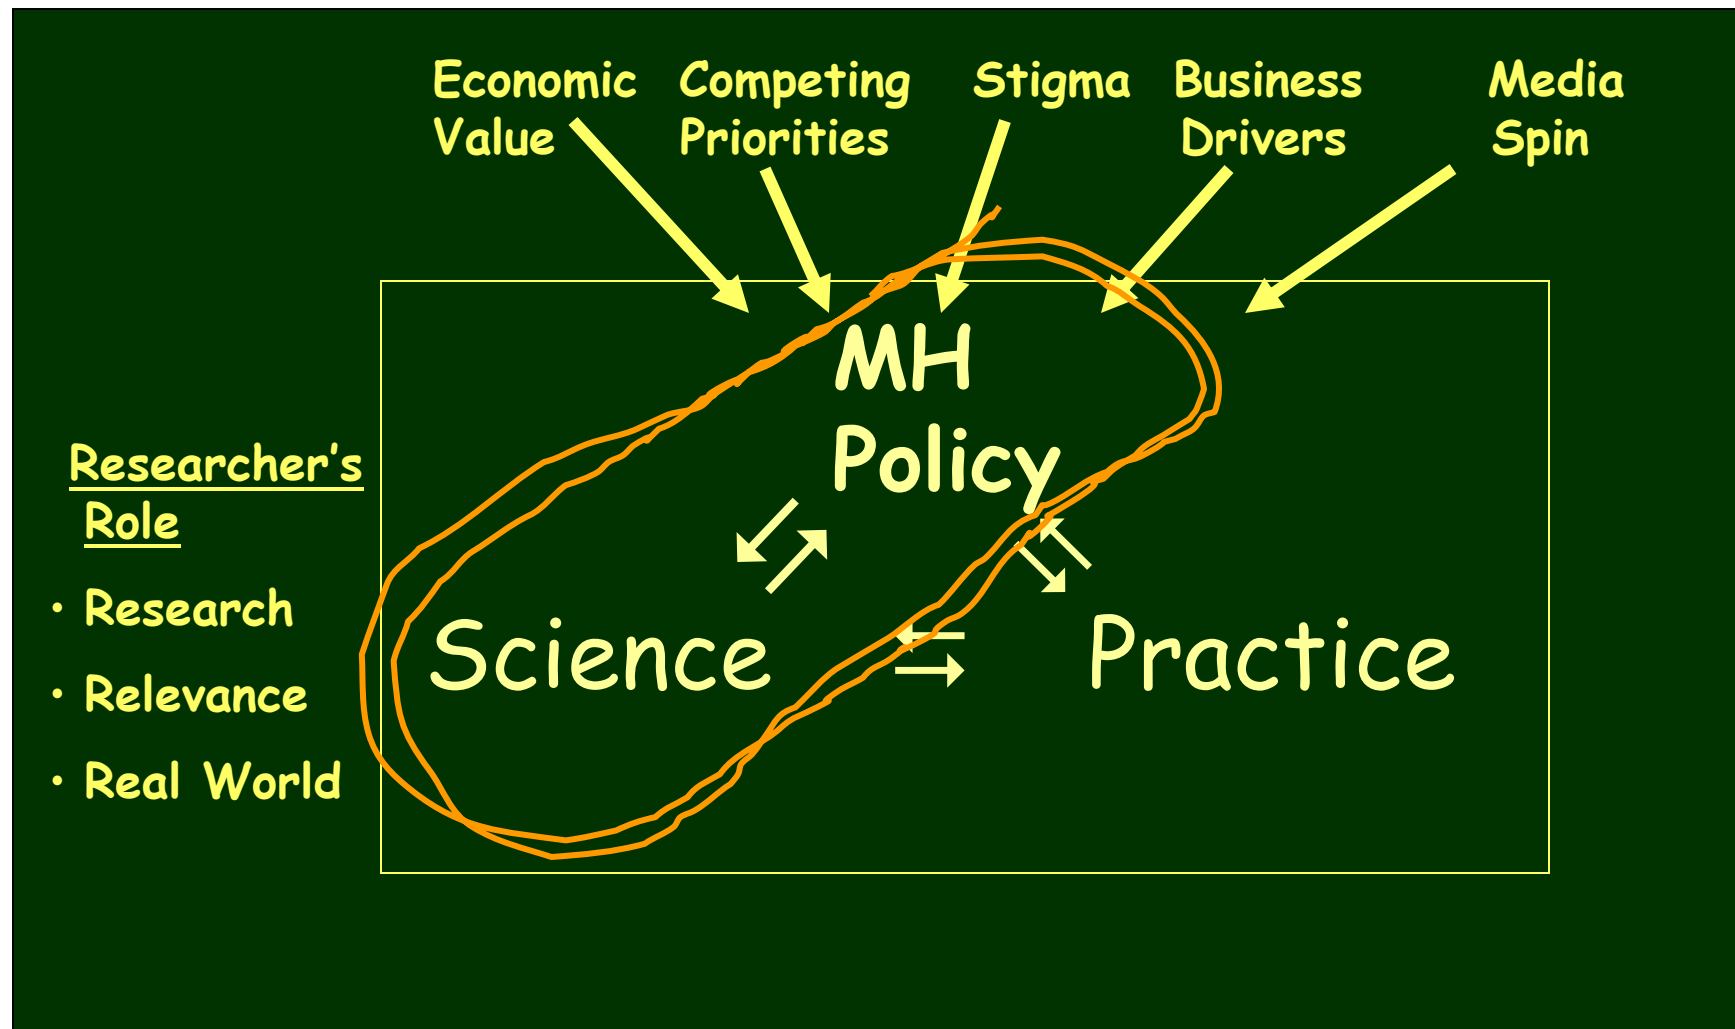 Economic Competing Stigma Business Media
Value Priorities Drivers Spin
MH
Policy
Researcher's
Role
• Research
• Relevance
• Real World
Science Practice